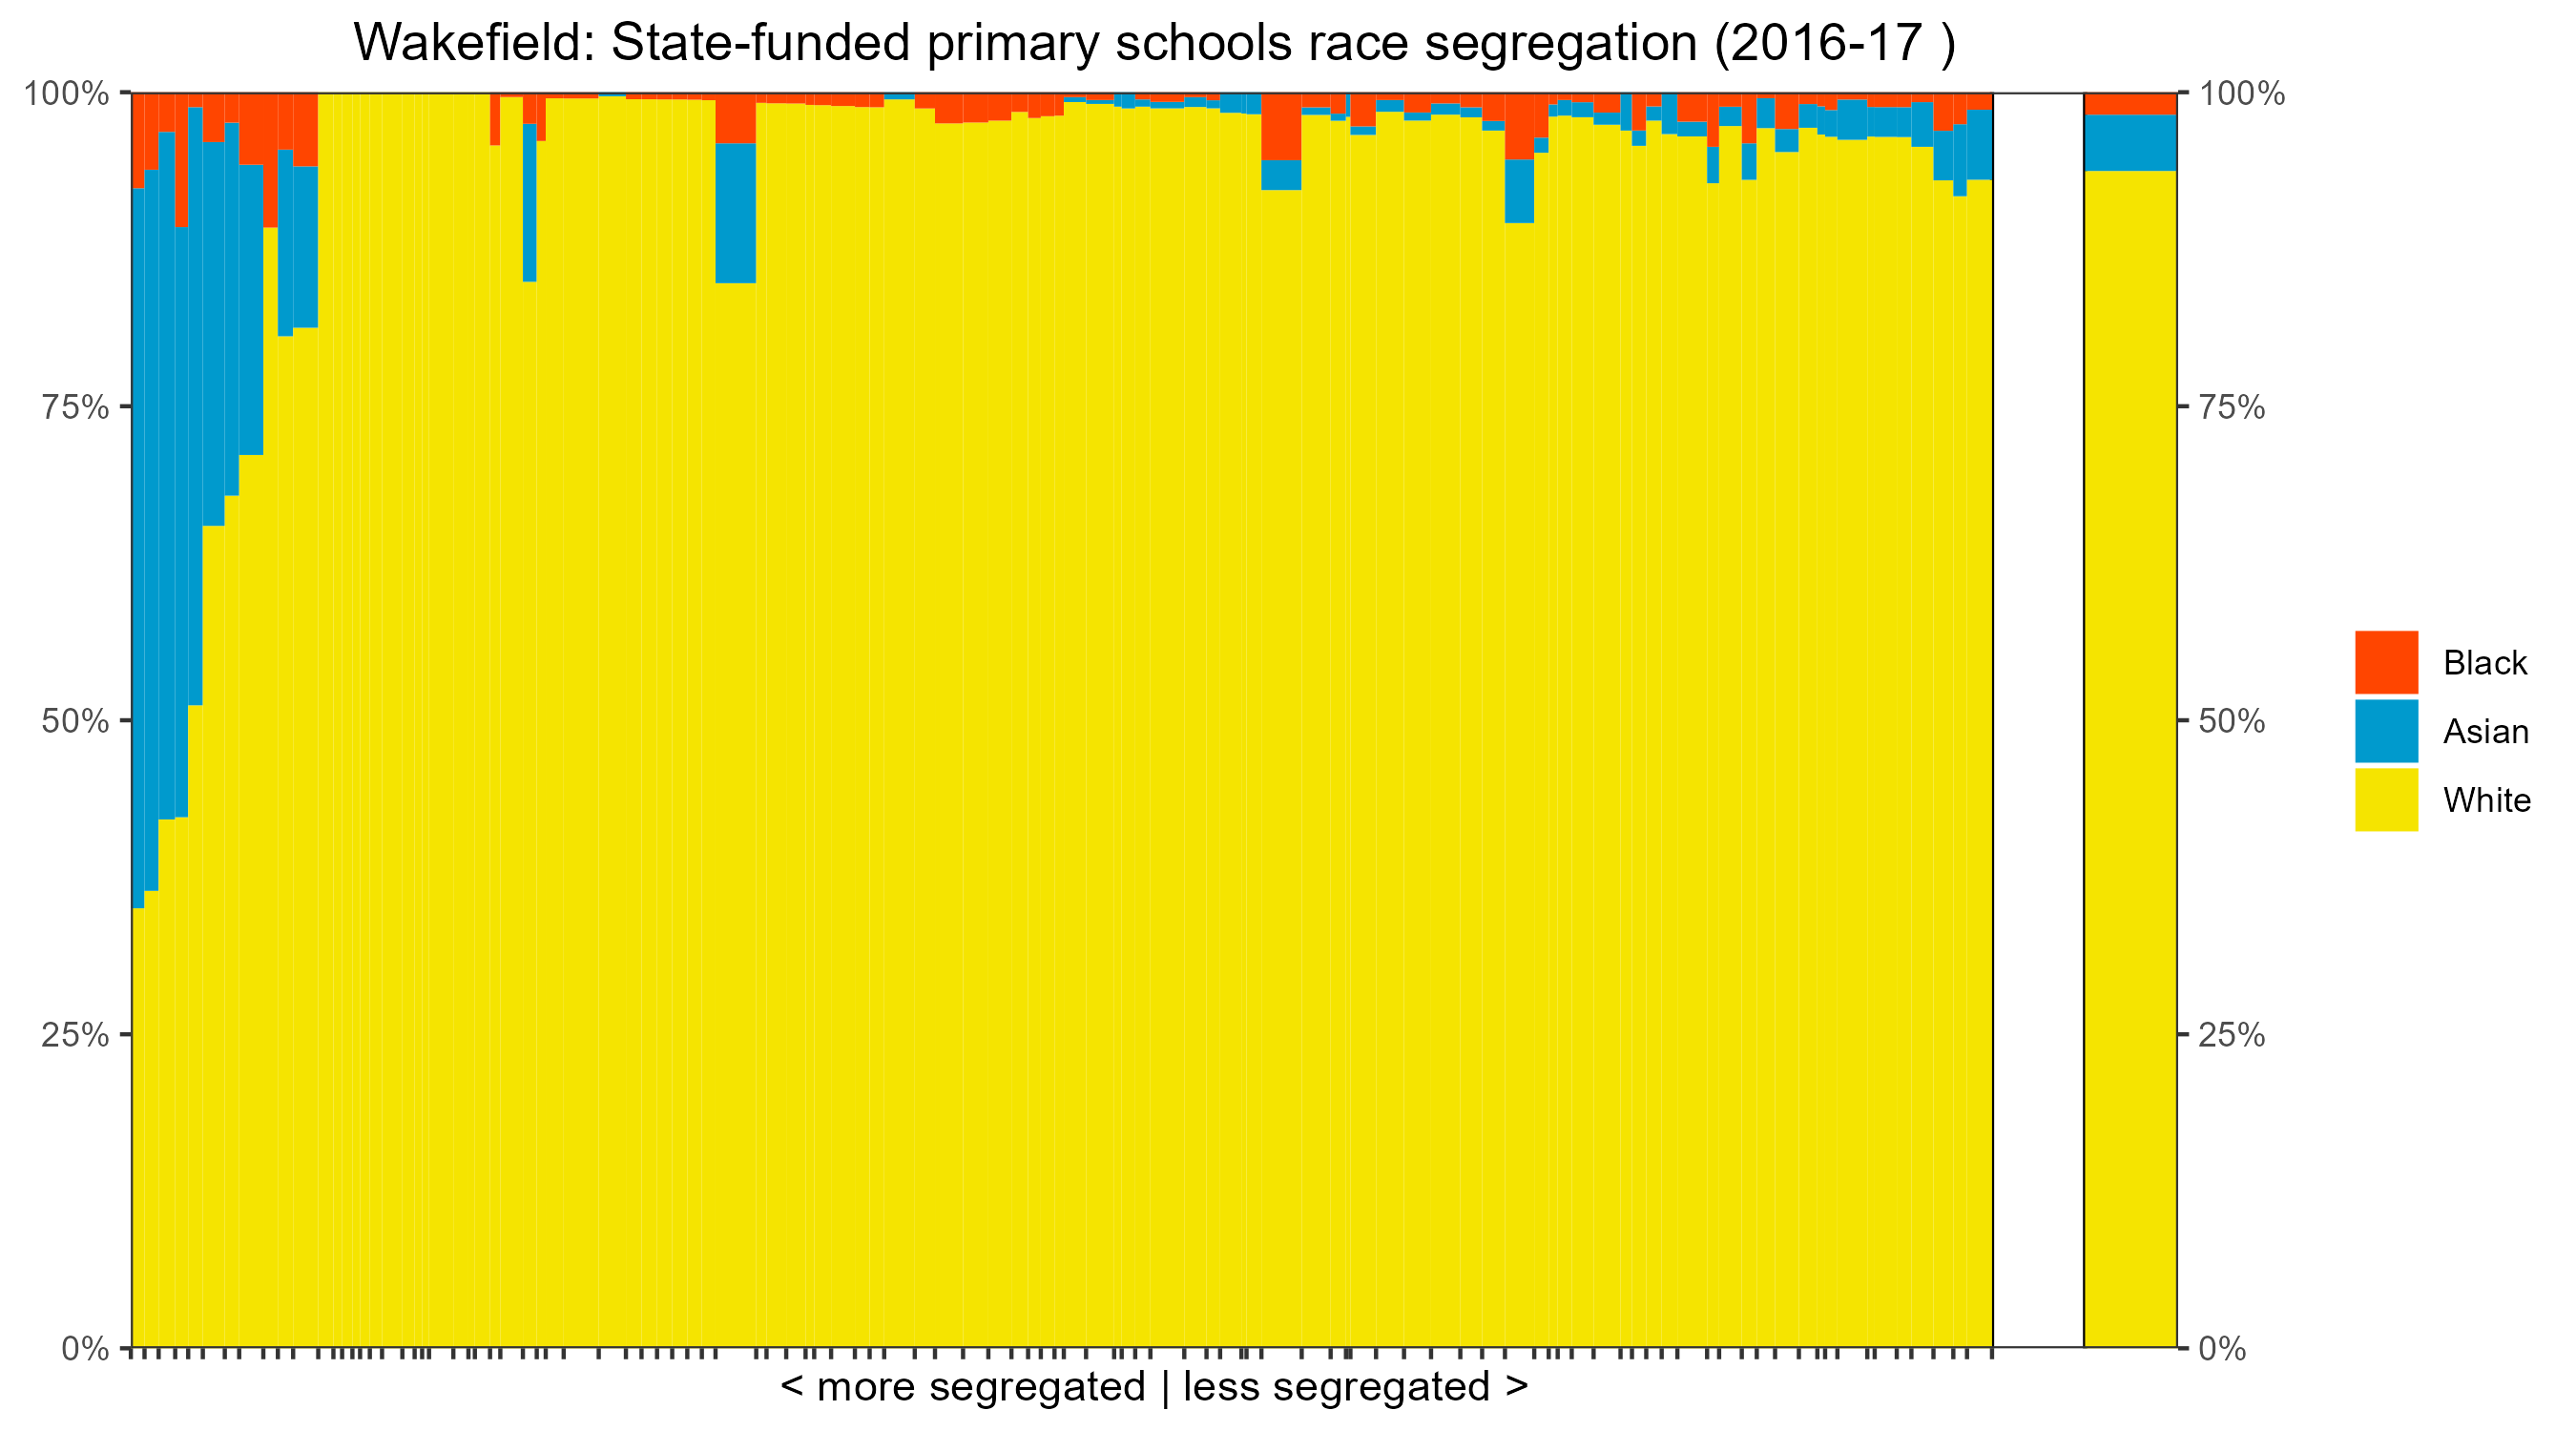 Wakefield: State-funded primary schools race segregation (2016-17 )
100%
75%
50%
25%
0%
100%
75%
50%
25%
0%
Black
Asian
White
< more segregated | less segregated >